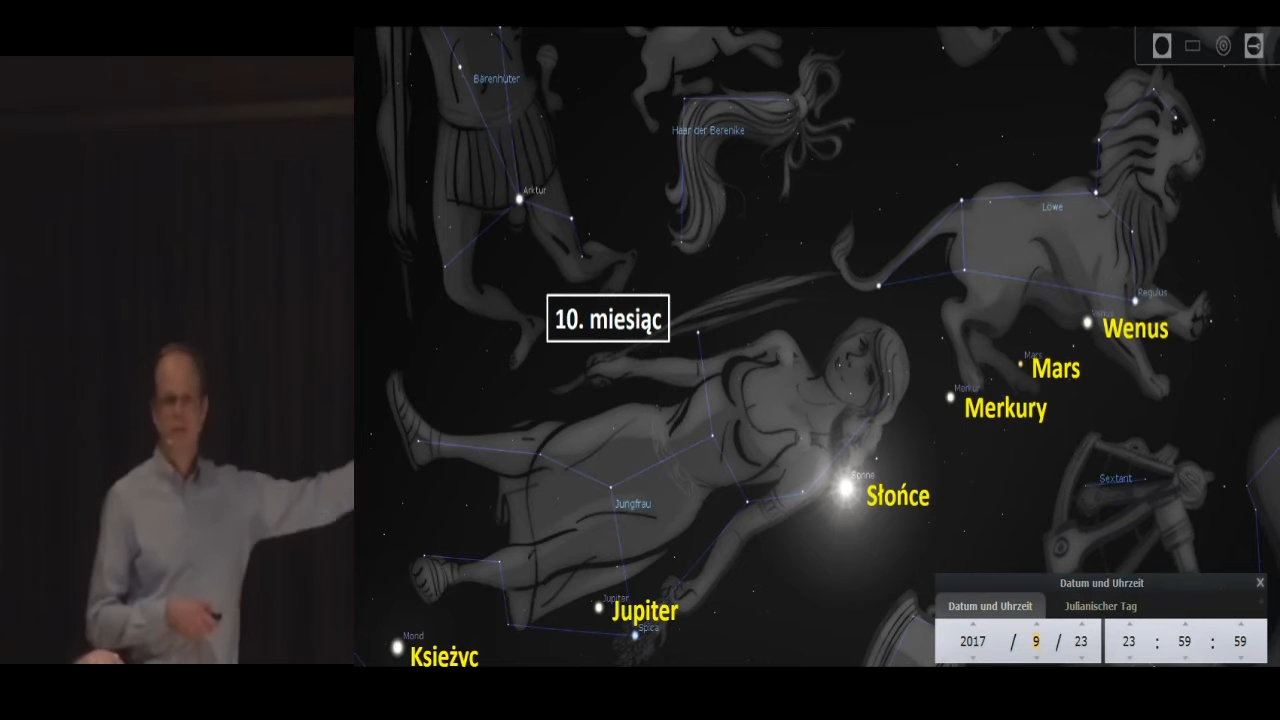 Bärenhüter
Haar der Berenike
Arktur
Löwe
Regulus
10. miesiąc
Venus
Wenus
Mars
Mars
Merkur
Merkury
Sonne
Słońce
Sextant
Jungfrau
Jupiter
Jupiter
Spica
Mond
Księżyc
Datum und Uhrzeit X
Datum und Uhrzeit Julianischer Tag
2017 / 9 / 23 23 : 59 : 59